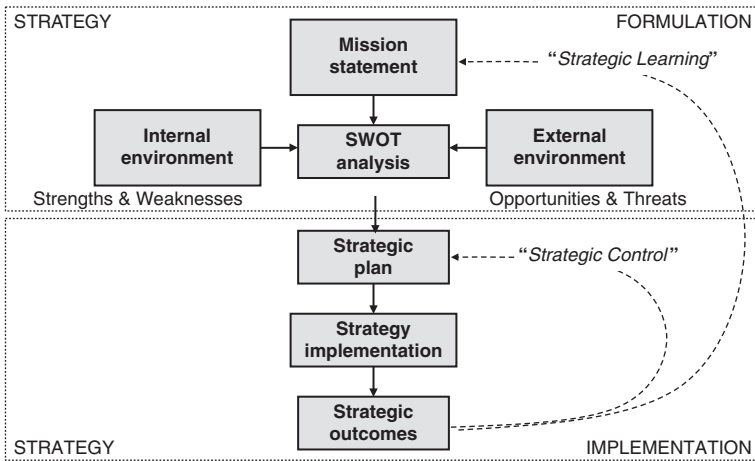 STRATEGY FORMULATION
Mission
statement
“Strategic Learning”
Internal
environment
SWOT
analysis
External
environment
Strengths & Weaknesses
Opportunities & Threats
Strategic
plan
“Strategic Control”
Strategy
implementation
Strategic
outcomes
STRATEGY IMPLEMENTATION